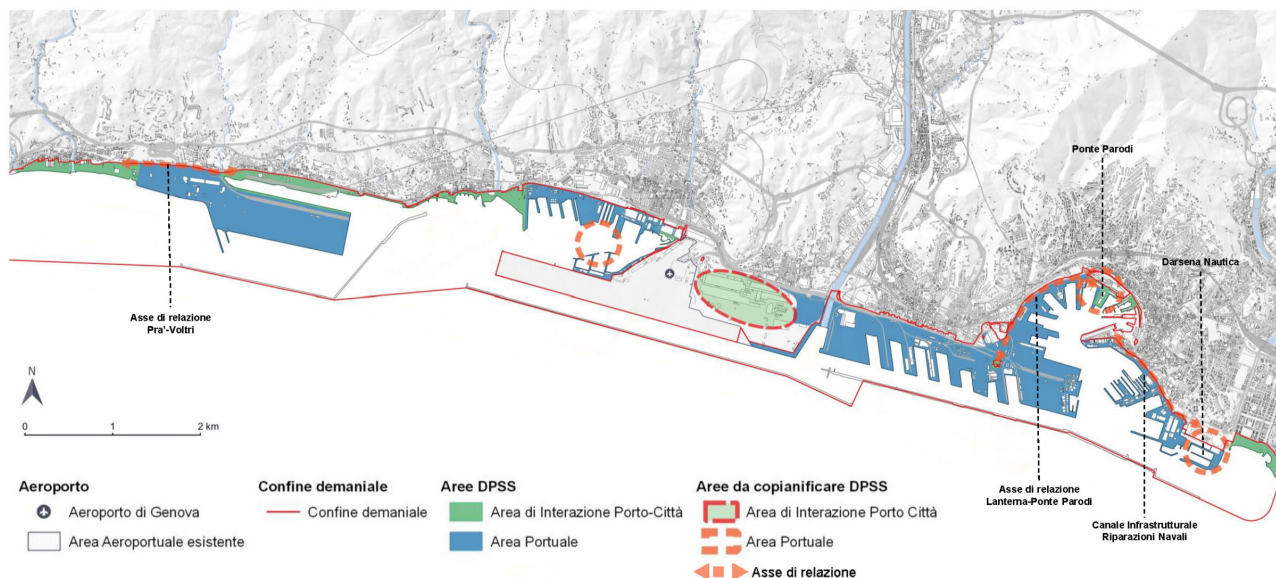 Ponte Parodi
Darsena Nautica
Asse di relazione
Pra'-Voltri
N
0 1 2 km
Asse di relazione
Lanterna-Ponte Parodi
Canale Infrastrutturale
Riparazioni Navali
Aeroporto
Aeroporto di Genova
Area Aeroportuale esistente
Confine demaniale
Confine demaniale
Aree DPSS
Area di Interazione Porto-Città
Area Portuale
Aree da copianificare DPSS
Area di Interazione Porto Città
Area Portuale
Asse di relazione